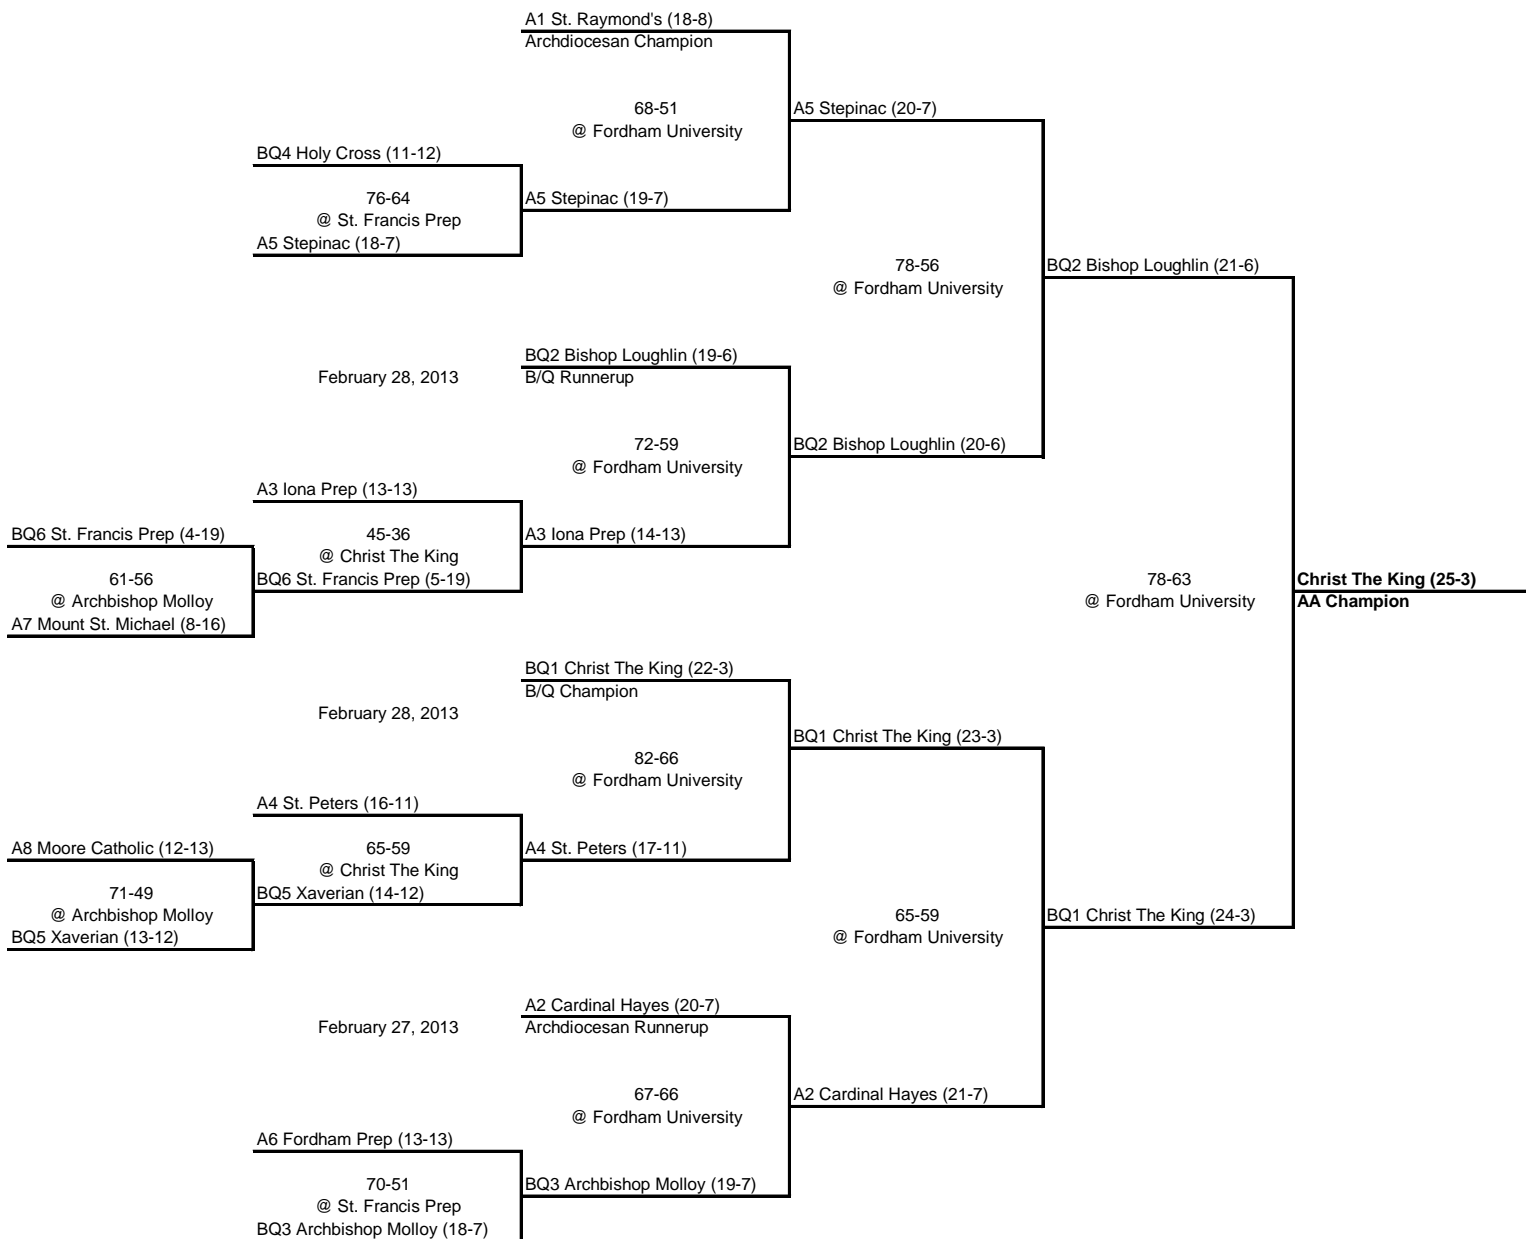 A1 St. Raymond's (18-8)
Archdiocesan Champion
68-51
@ Fordham University
A5 Stepinac (20-7)
BQ4 Holy Cross (11-12)
76-64
@ St. Francis Prep
A5 Stepinac (19-7)
A5 Stepinac (18-7)
78-56
@ Fordham University
BQ2 Bishop Loughlin (21-6)
BQ2 Bishop Loughlin (19-6)
February 28, 2013
B/Q Runnerup
72-59
@ Fordham University
BQ2 Bishop Loughlin (20-6)
A3 Iona Prep (13-13)
BQ6 St. Francis Prep (4-19)
45-36
@ Christ The King
A3 Iona Prep (14-13)
61-56
@ Archbishop Molloy
BQ6 St. Francis Prep (5-19)
A7 Mount St. Michael (8-16)
78-63
@ Fordham University
Christ The King (25-3)
AA Champion
BQ1 Christ The King (22-3)
B/Q Champion
February 28, 2013
BQ1 Christ The King (23-3)
82-66
@ Fordham University
A4 St. Peters (16-11)
A8 Moore Catholic (12-13)
65-59
@ Christ The King
A4 St. Peters (17-11)
71-49
@ Archbishop Molloy
BQ5 Xaverian (14-12)
BQ5 Xaverian (13-12)
65-59
@ Fordham University
BQ1 Christ The King (24-3)
A2 Cardinal Hayes (20-7)
February 27, 2013
Archdiocesan Runnerup
67-66
@ Fordham University
A2 Cardinal Hayes (21-7)
A6 Fordham Prep (13-13)
70-51
@ St. Francis Prep
BQ3 Archbishop Molloy (19-7)
BQ3 Archbishop Molloy (18-7)